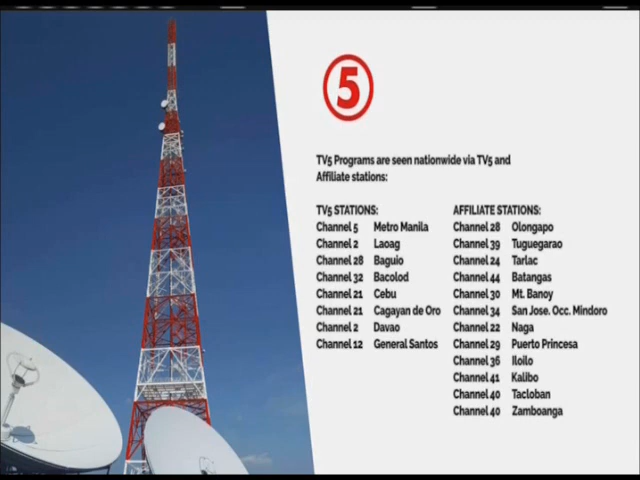 5
TV5 Programs are seen nationwide via TV5 and
Affiliate stations:
TV5 STATIONS:
Channel 5 Metro Manila
Channel 2 Laoag
Channel 28 Baguio
Channel 32 Bacolod
Channel 21 Cebu
Channel 21 Cagayan de Oro
Channel 2 Davao
Channel 12 General Santos
AFFILIATE STATIONS:
Channel 28 Olongapo
Channel 39 Tuguegarao
Channel 24 Tarlac
Channel 44 Batangas
Channel 30 Mt. Banoy
Channel 34 San Jose. Occ. Mindoro
Channel 22 Naga
Channel 29 Puerto Princesa
Channel 36 Iloilo
Channel 41 Kalibo
Channel 40 Tacloban
Channel 40 Zamboanga